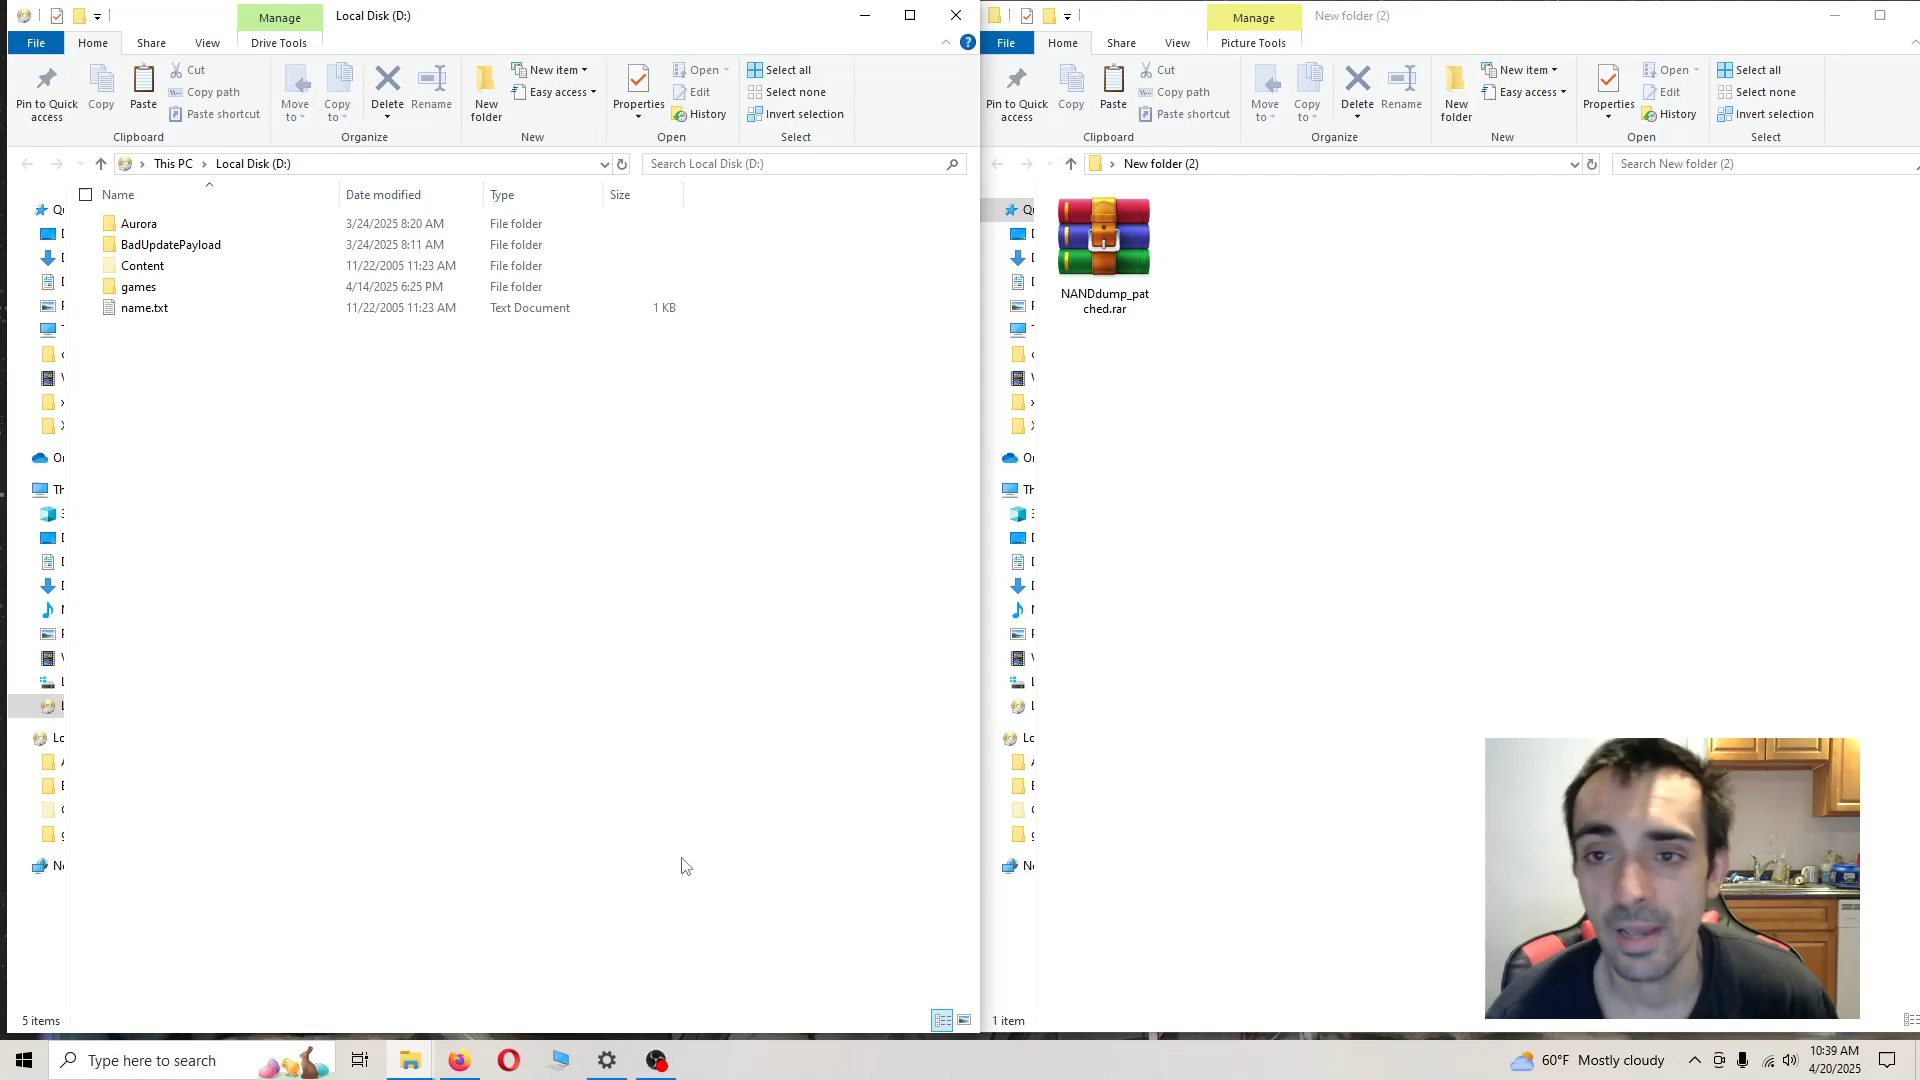 Manage
Local Disk (D:)
File
Home
Share
View
Drive Tools
Pin to Quick access
Copy
Paste
Cut
Copy path
Paste shortcut
Clipboard
Move to
Copy to
Delete
Rename
Organize
New folder
New item
Easy access
New
Properties
Open
Edit
History
Open
Select all
Select none
Invert selection
Select
This PC
Local Disk (D:)
Search Local Disk (D:)
Name
Date modified
Type
Size
Aurora
3/24/2025 8:20 AM
File folder
BadUpdatePayload
3/24/2025 8:11 AM
File folder
Content
11/22/2005 11:23 AM
File folder
games
4/14/2025 6:25 PM
File folder
name.txt
11/22/2005 11:23 AM
Text Document
1 KB
5 items
Manage
New folder (2)
File
Home
Share
View
Picture Tools
Pin to Quick access
Copy
Paste
Cut
Copy path
Paste shortcut
Clipboard
Move to
Copy to
Delete
Rename
Organize
New folder
New item
Easy access
New
Properties
Open
Edit
History
Open
Select all
Select none
Invert selection
Select
New folder (2)
Search New folder (2)
NANDdump_pat
ched.rar
1 item
Type here to search
60°F Mostly cloudy
10:39 AM
4/20/2025